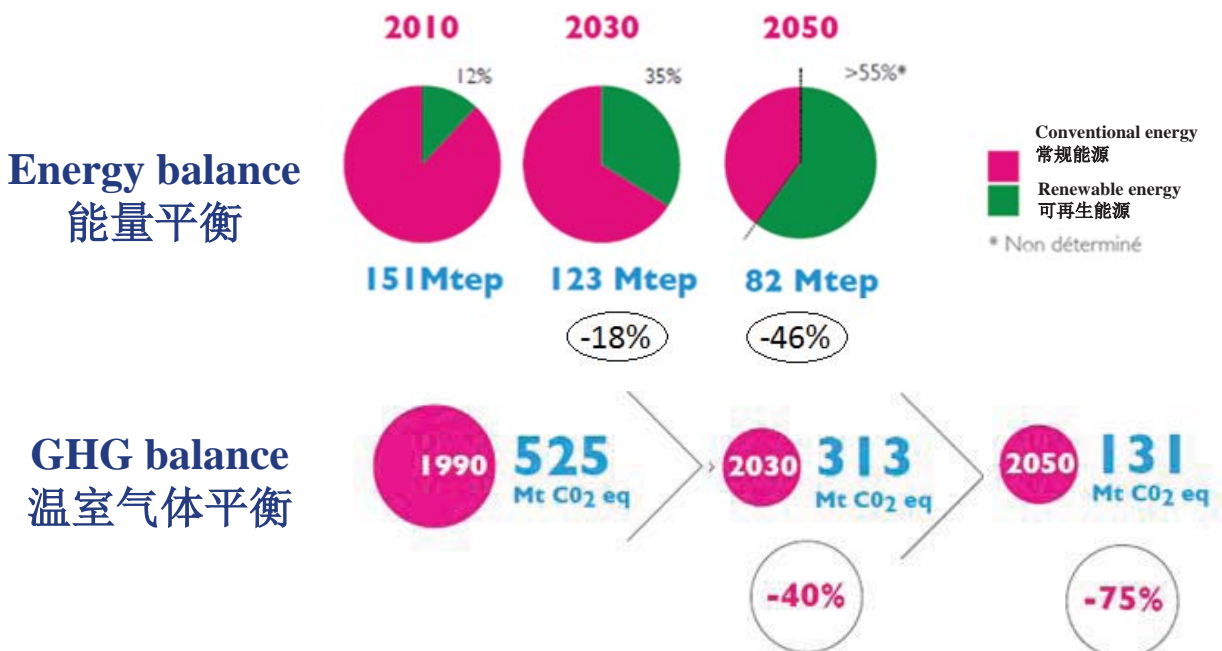 2010
2030
2050
12%
35%
>55%*
Conventional energy
常规能源
Renewable energy
可再生能源
* Non déterminé
Energy balance
能量平衡
151Mtep
123 Mtep
82 Mtep
-18%
-46%
GHG balance
温室气体平衡
1990
525
Mt C0₂ eq
2030
313
Mt C0₂ eq
2050
131
Mt C0₂ eq
-40%
-75%